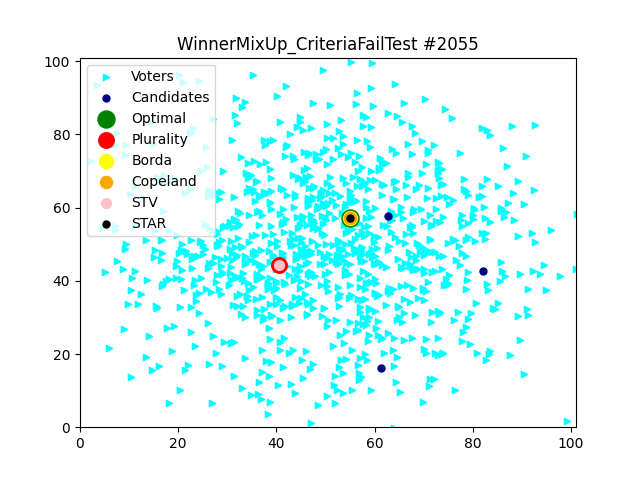 WinnerMixUp_CriteriaFailTest #2055
100
80
60
40
20
0
Voters
Candidates
Optimal
Plurality
Borda
Copeland
STV
STAR
0 20 40 60 80 100